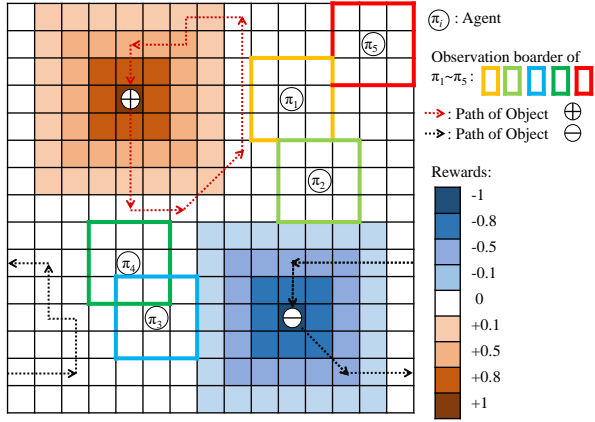 π5
π1
π2
π4
π3
πi : Agent
Observation boarder of
π1~π5 :
: Path of Object
: Path of Object
Rewards:
-1
-0.8
-0.5
-0.1
0
+0.1
+0.5
+0.8
+1